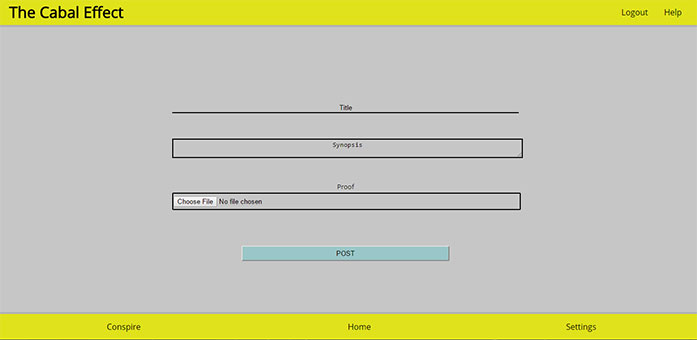 The Cabal Effect
Logout Help
Title
Synopsis
Proof
Choose File No file chosen
POST
Conspire Home Settings